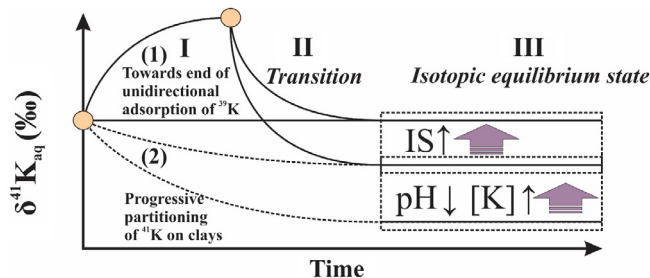 δ⁴¹Kaq (‰)
(1)
I
II
III
Towards end of
unidirectional
adsorption of ³⁹K
Transition
Isotopic equilibrium state
(2)
IS↑
pH↓ [K]↑
Progressive
partitioning
of ⁴¹K on clays
Time